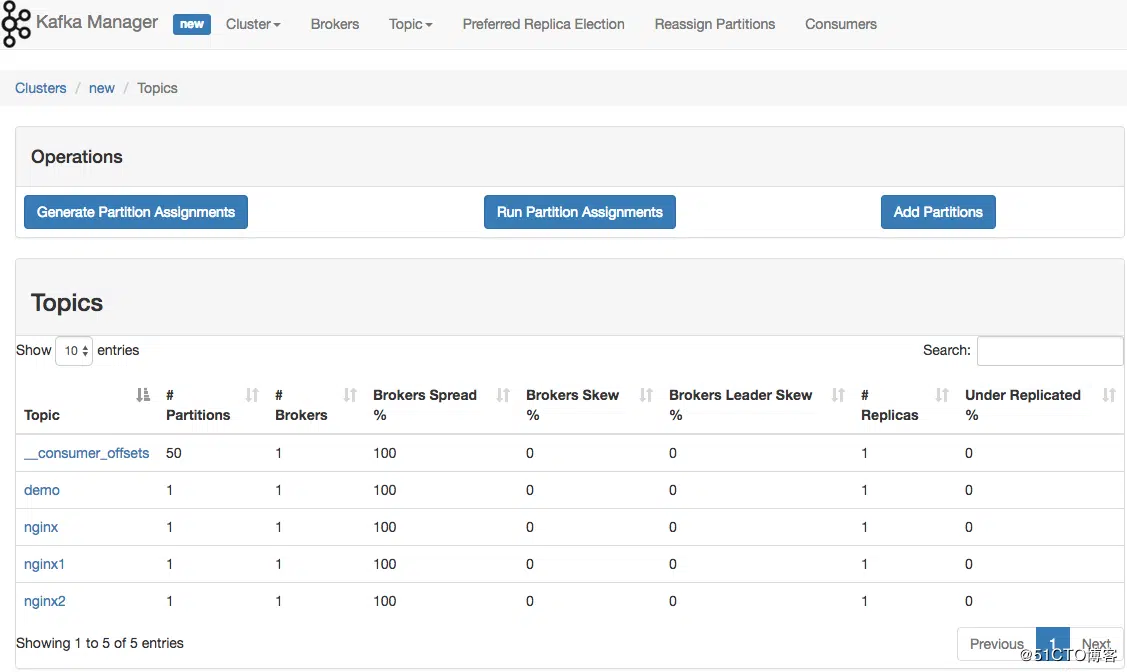 Kafka Manager new Cluster Brokers Topic Preferred Replica Election Reassign Partitions Consumers
Clusters / new / Topics
Operations
Generate Partition Assignments Run Partition Assignments Add Partitions
Topics
Show 10 entries Search:
Topic # Partitions # Brokers Brokers Spread % Brokers Skew % Brokers Leader Skew % # Replicas Under Replicated %
__consumer_offsets 50 1 100 0 0 1 0
demo 1 1 100 0 0 1 0
nginx 1 1 100 0 0 1 0
nginx1 1 1 100 0 0 1 0
nginx2 1 1 100 0 0 1 0
Showing 1 to 5 of 5 entries Previous 1 Next
@51CTO博客